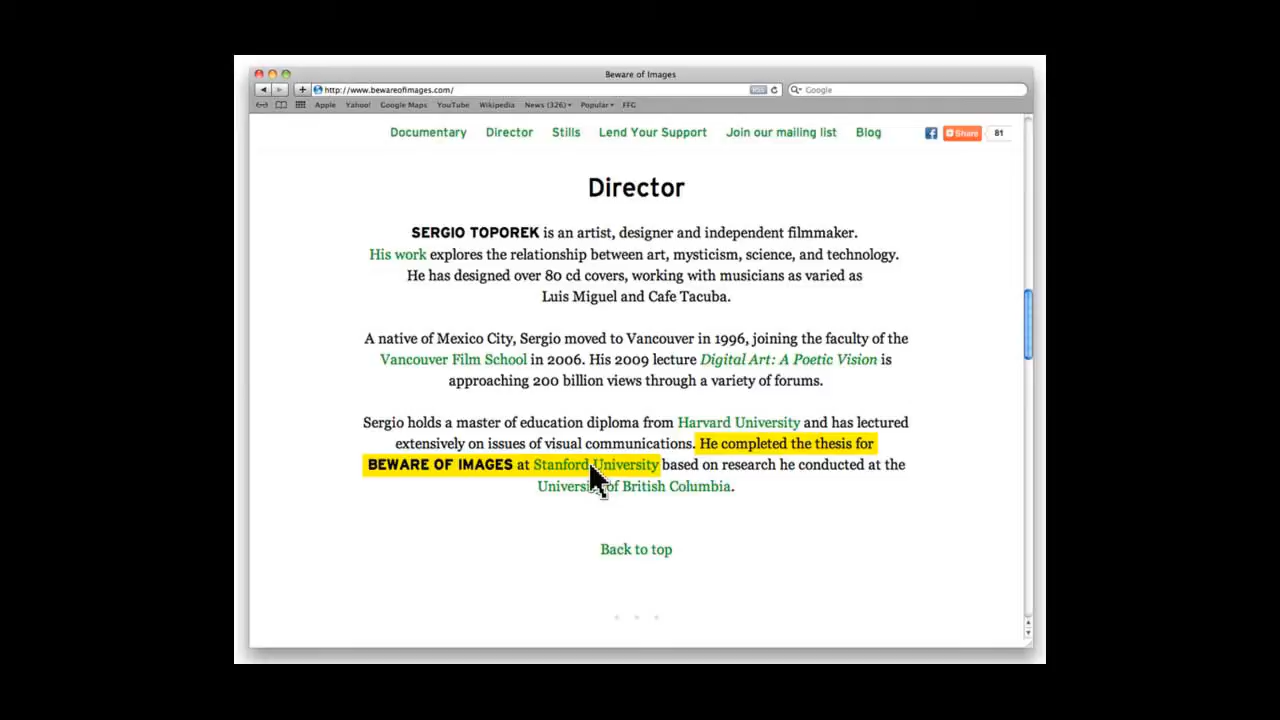 Beware of Images
http://www.bewareofimages.com/
RSS
Google
Apple Yahoo! Google Maps YouTube Wikipedia News (326) Popular FFG
Documentary Director Stills Lend Your Support Join our mailing list Blog
Share 81
Director
SERGIO TOPOREK is an artist, designer and independent filmmaker.
His work explores the relationship between art, mysticism, science, and technology.
He has designed over 80 cd covers, working with musicians as varied as
Luis Miguel and Cafe Tacuba.
A native of Mexico City, Sergio moved to Vancouver in 1996, joining the faculty of the
Vancouver Film School in 2006. His 2009 lecture Digital Art: A Poetic Vision is
approaching 200 billion views through a variety of forums.
Sergio holds a master of education diploma from Harvard University and has lectured
extensively on issues of visual communications. He completed the thesis for
BEWARE OF IMAGES at Stanford University based on research he conducted at the
University of British Columbia.
Back to top